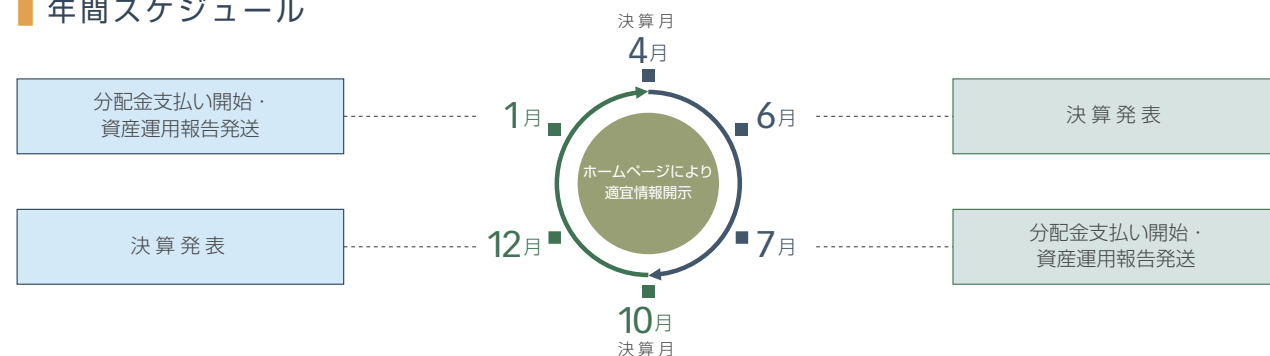 年間スケジュール
決算月
4月
分配金支払い開始・
資産運用報告発送
1月
6月
決算発表
ホームページにより
適宜情報開示
決算発表
12月
7月
分配金支払い開始・
資産運用報告発送
10月
決算月